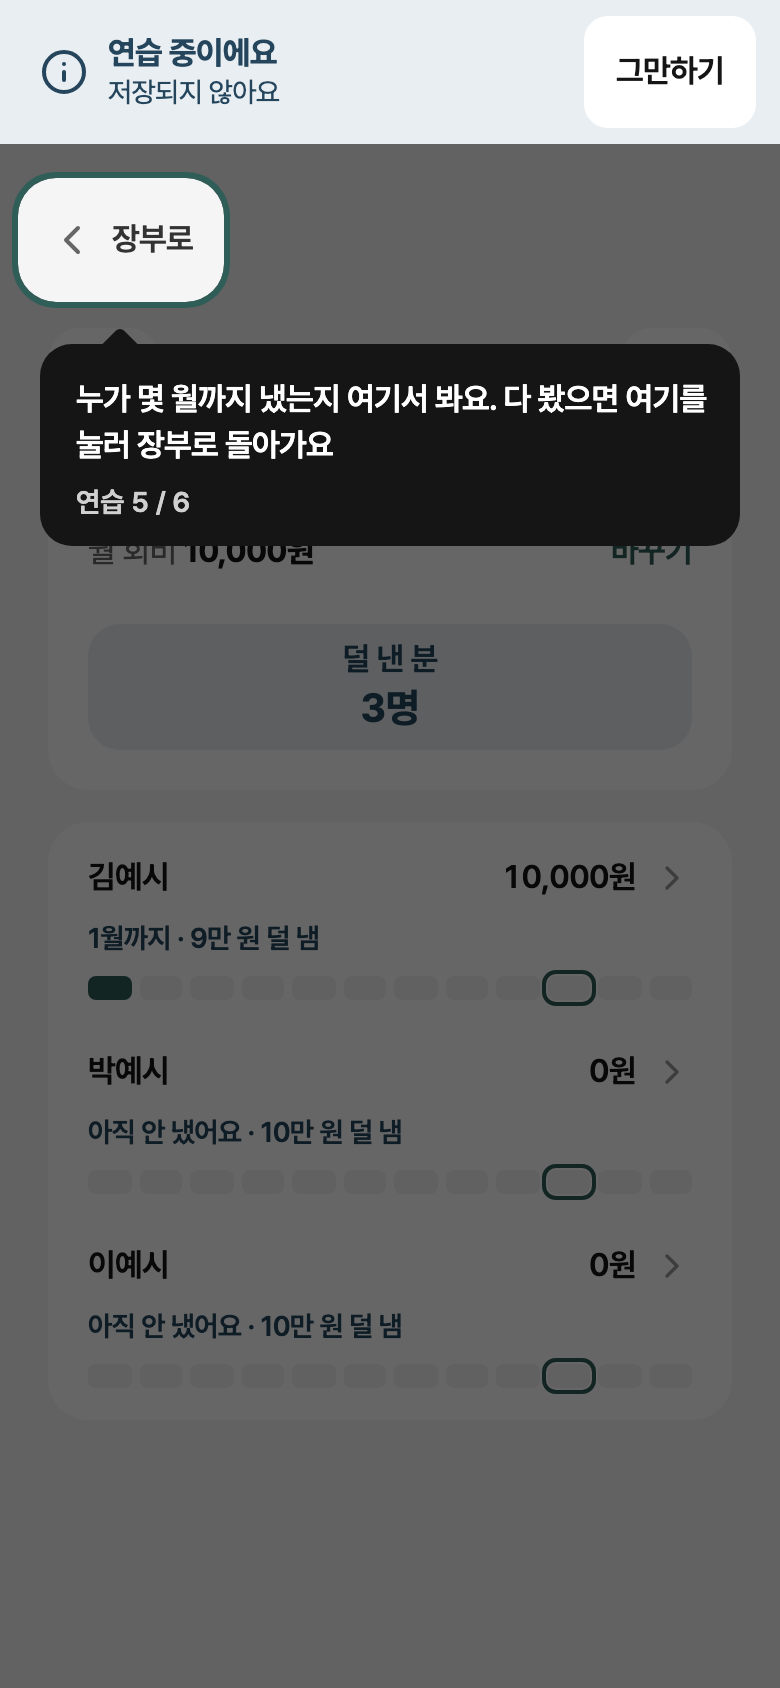 연습 중이에요
저장되지 않아요
그만하기
장부로
누가 몇 월까지 냈는지 여기서 봐요. 다 봤으면 여기를
눌러 장부로 돌아가요
연습 5 / 6
월 회비 10,000원
바꾸기
덜 낸 분
3명
김예시
10,000원
1월까지 · 9만 원 덜 냄
박예시
0원
아직 안 냈어요 · 10만 원 덜 냄
이예시
0원
아직 안 냈어요 · 10만 원 덜 냄